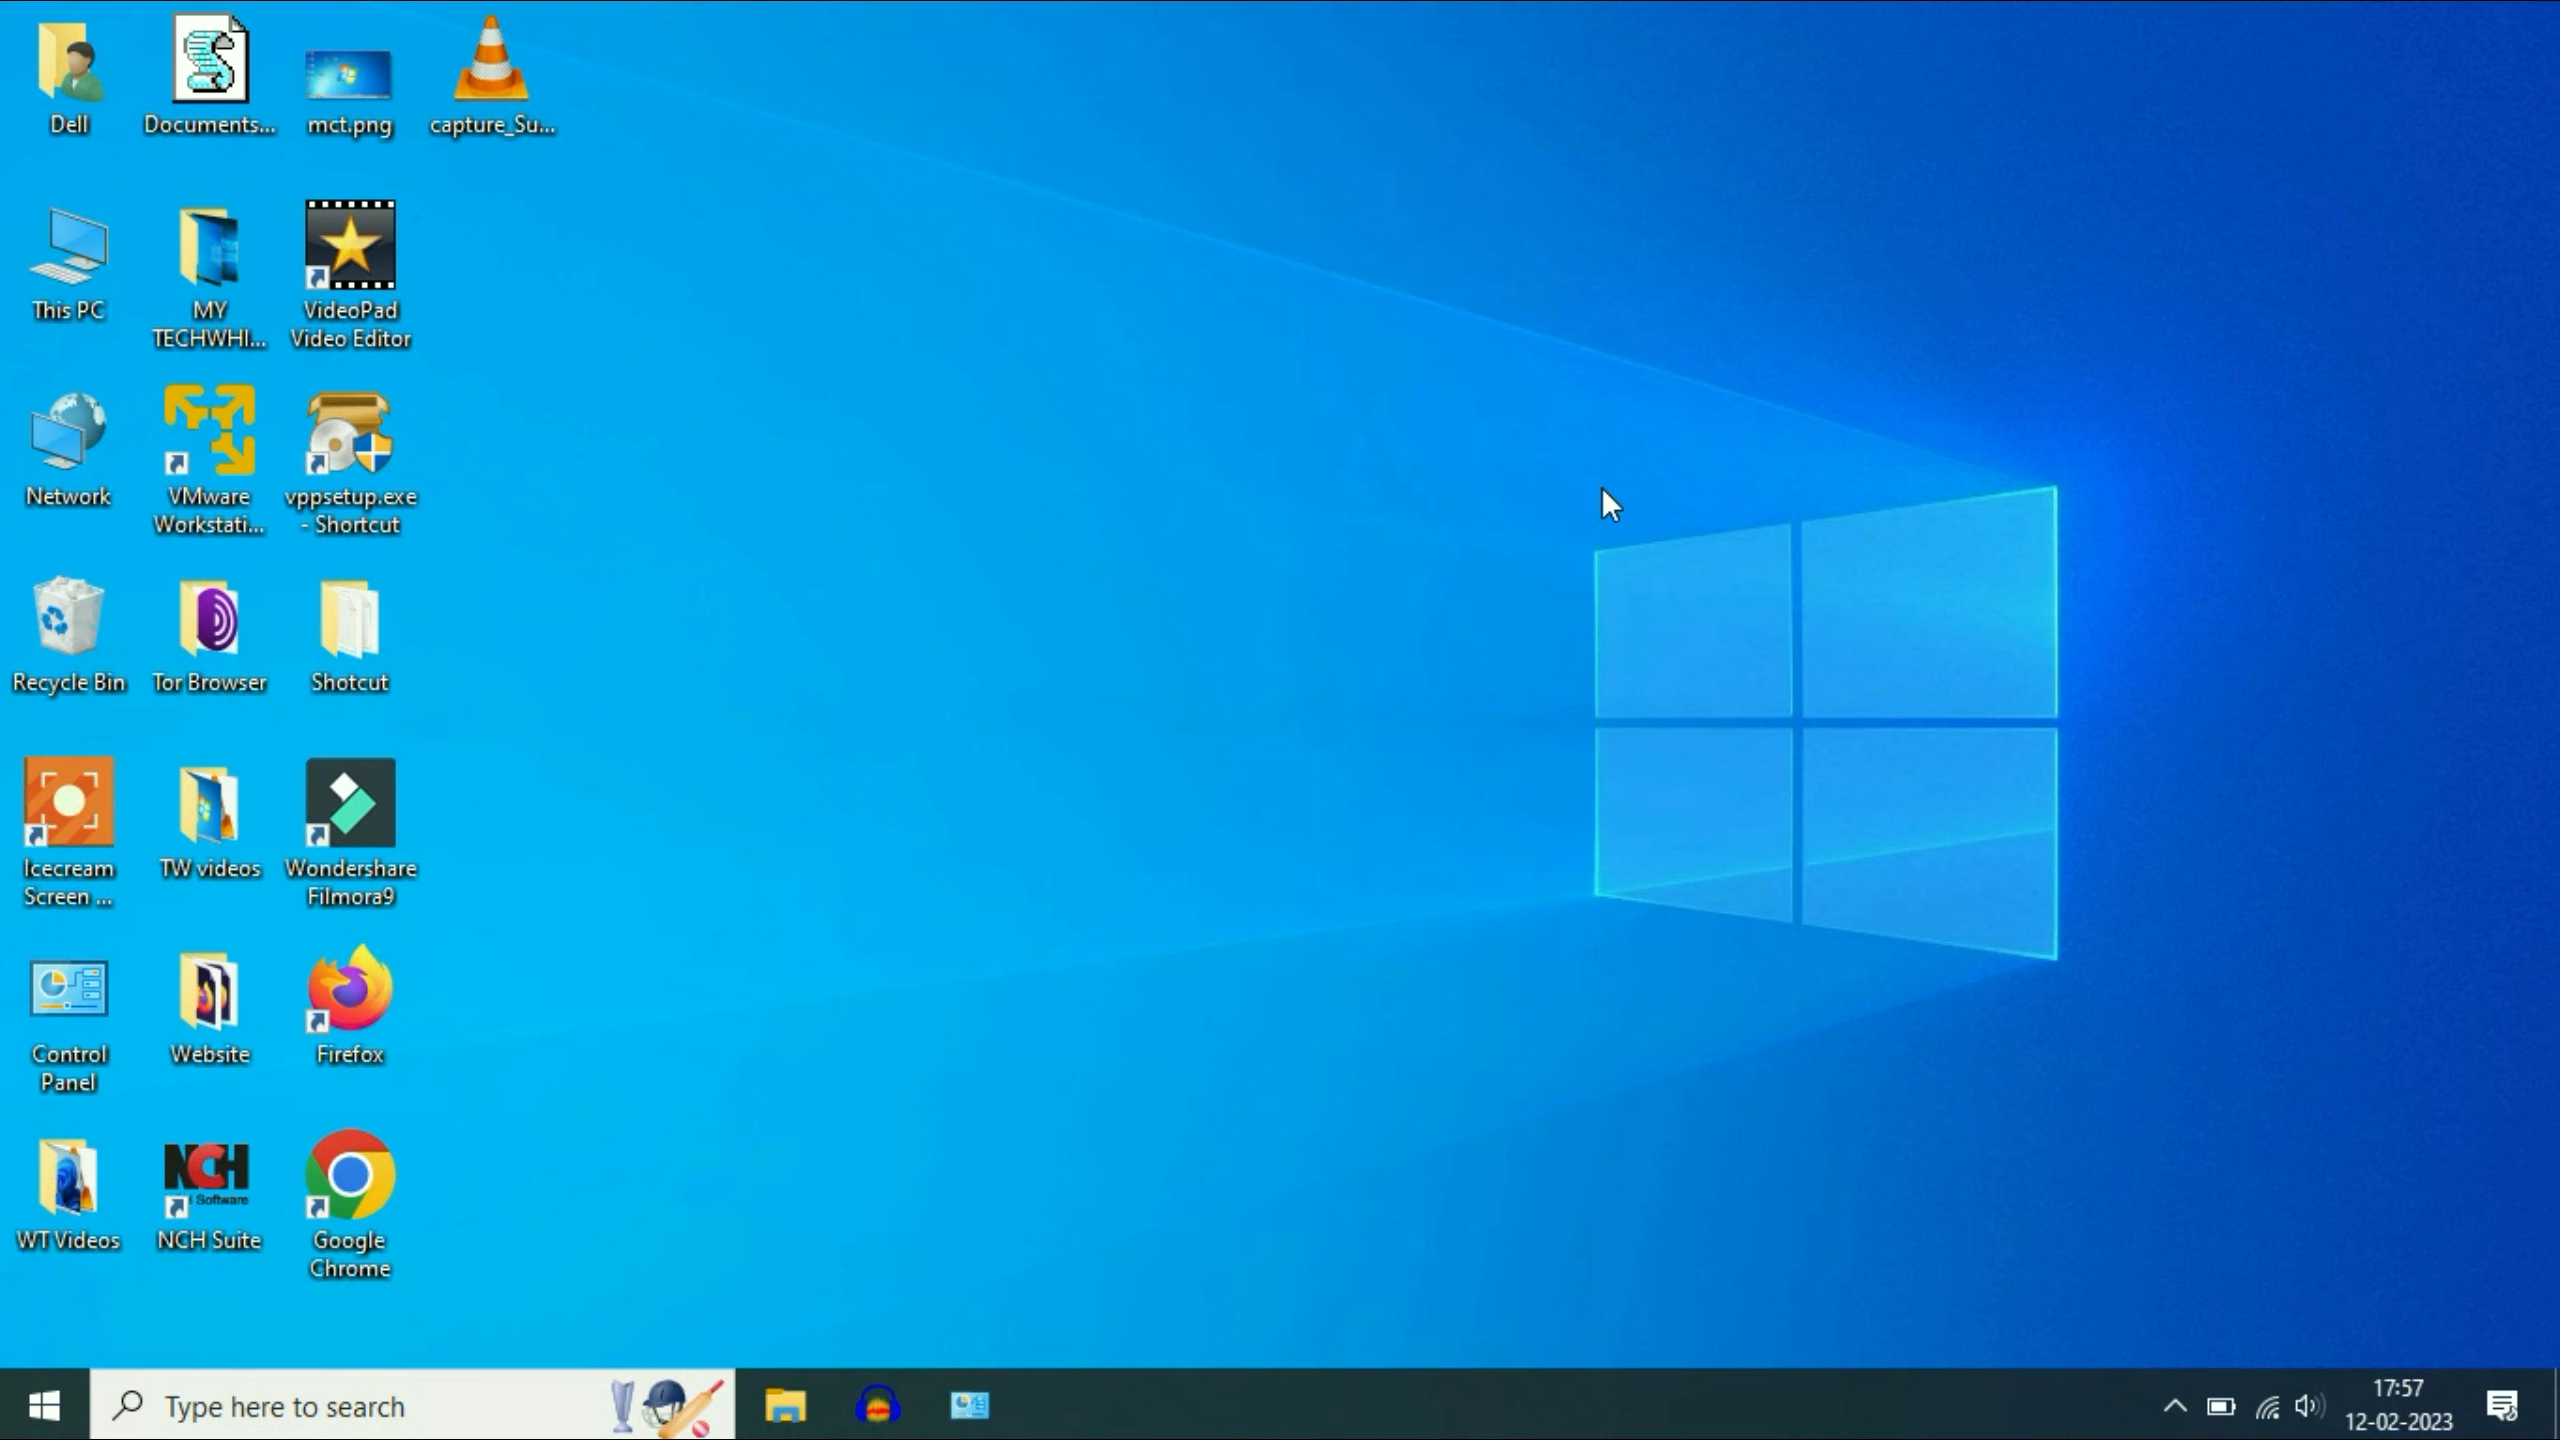 Dell
Documents...
mct.png
capture_Su...
This PC
MY
TECHWHI...
VideoPad
Video Editor
Network
VMware
Workstati...
vppsetup.exe
- Shortcut
Recycle Bin
Tor Browser
Shotcut
Icecream
Screen ...
TW videos
Wondershare
Filmora9
Control
Panel
Website
Firefox
WT Videos
NCH
Software
NCH Suite
Google
Chrome
Type here to search
17:57
12-02-2023